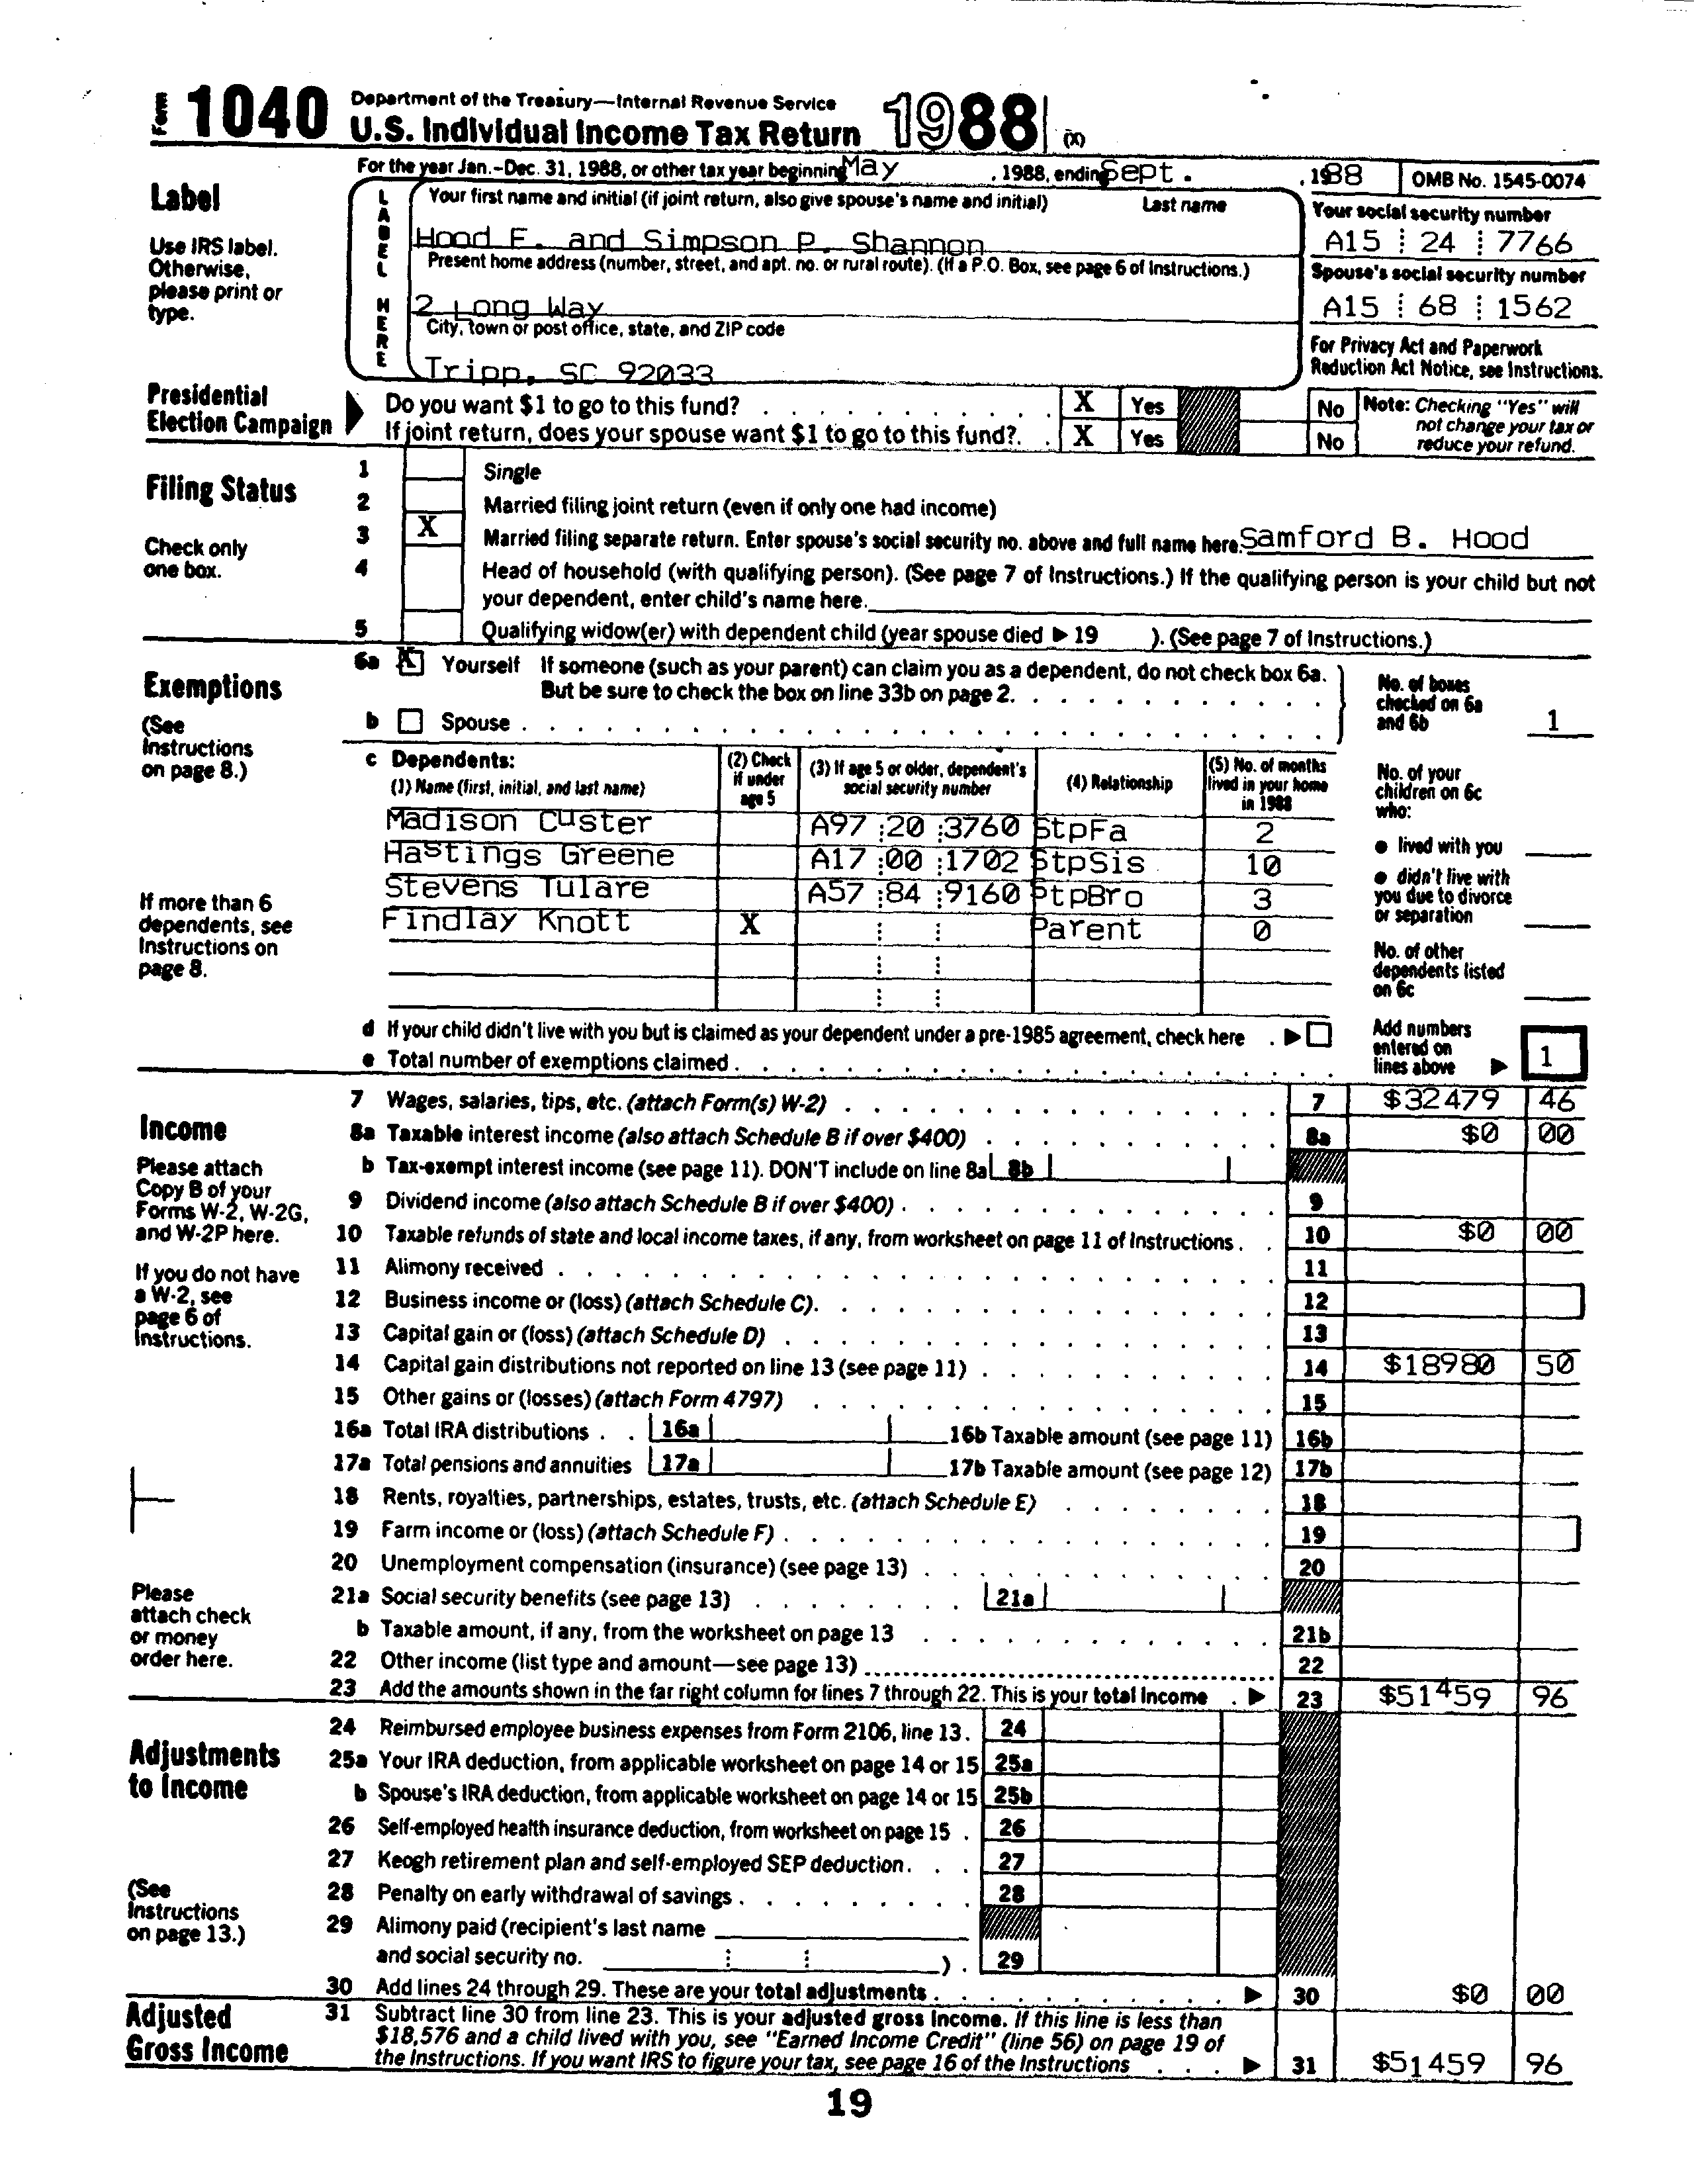 Form 1040 Department of the Treasury—Internal Revenue Service
U.S. Individual Income Tax Return 1988 (X)
For the year Jan.-Dec. 31, 1988, or other tax year beginning May , 1988, ending Sept. , 1988 OMB No. 1545-0074
Label
Use IRS label.
Otherwise,
please print or
type.
LABEL HERE
Your first name and initial (if joint return, also give spouse's name and initial) Last name
Hood F. and Simpson P. Shannon
Your social security number
A15 24 7766
Present home address (number, street, and apt. no. or rural route). (If a P.O. Box, see page 6 of Instructions.)
2 Long Way
Spouse's social security number
A15 68 1562
City, town or post office, state, and ZIP code
Tripp, SC 92033
For Privacy Act and Paperwork
Reduction Act Notice, see Instructions.
Presidential
Election Campaign
Do you want $1 to go to this fund? X Yes No
If joint return, does your spouse want $1 to go to this fund? X Yes No
Note: Checking "Yes" will
not change your tax or
reduce your refund.
Filing Status
Check only
one box.
1 Single
2 Married filing joint return (even if only one had income)
3 X Married filing separate return. Enter spouse's social security no. above and full name here. Samford B. Hood
4 Head of household (with qualifying person). (See page 7 of Instructions.) If the qualifying person is your child but not
your dependent, enter child's name here.
5 Qualifying widow(er) with dependent child (year spouse died ▶ 19 ). (See page 7 of Instructions.)
Exemptions
(See
Instructions
on page 8.)
6a X Yourself If someone (such as your parent) can claim you as a dependent, do not check box 6a.
But be sure to check the box on line 33b on page 2.
b Spouse
No. of boxes
checked on 6a
and 6b 1
c Dependents:
(1) Name (first, initial, and last name)
(2) Check
if under
age 5
(3) If age 5 or older, dependent's
social security number
(4) Relationship
(5) No. of months
lived in your home
in 1988
Madison Custer A97 20 3760 StpFa 2
Hastings Greene A17 00 1702 StpSis 10
Stevens Tulare A57 84 9160 StpBro 3
Findlay Knott X Parent 0
If more than 6
dependents, see
Instructions on
page 8.
No. of your
children on 6c
who:
● lived with you
● didn't live with
you due to divorce
or separation
No. of other
dependents listed
on 6c
d If your child didn't live with you but is claimed as your dependent under a pre-1985 agreement, check here ▶
e Total number of exemptions claimed
Add numbers
entered on
lines above ▶ 1
Income
Please attach
Copy B of your
Forms W-2, W-2G,
and W-2P here.
If you do not have
a W-2, see
page 6 of
Instructions.
Please
attach check
or money
order here.
7 Wages, salaries, tips, etc. (attach Form(s) W-2) 7 $32479 46
8a Taxable interest income (also attach Schedule B if over $400) 8a $0 00
b Tax-exempt interest income (see page 11). DON'T include on line 8a 8b
9 Dividend income (also attach Schedule B if over $400) 9
10 Taxable refunds of state and local income taxes, if any, from worksheet on page 11 of Instructions 10 $0 00
11 Alimony received 11
12 Business income or (loss) (attach Schedule C) 12
13 Capital gain or (loss) (attach Schedule D) 13
14 Capital gain distributions not reported on line 13 (see page 11) 14 $18980 50
15 Other gains or (losses) (attach Form 4797) 15
16a Total IRA distributions 16a 16b Taxable amount (see page 11) 16b
17a Total pensions and annuities 17a 17b Taxable amount (see page 12) 17b
18 Rents, royalties, partnerships, estates, trusts, etc. (attach Schedule E) 18
19 Farm income or (loss) (attach Schedule F) 19
20 Unemployment compensation (insurance) (see page 13) 20
21a Social security benefits (see page 13) 21a
b Taxable amount, if any, from the worksheet on page 13 21b
22 Other income (list type and amount—see page 13) 22
23 Add the amounts shown in the far right column for lines 7 through 22. This is your total income ▶ 23 $51459 96
Adjustments
to Income
(See
Instructions
on page 13.)
24 Reimbursed employee business expenses from Form 2106, line 13. 24
25a Your IRA deduction, from applicable worksheet on page 14 or 15 25a
b Spouse's IRA deduction, from applicable worksheet on page 14 or 15 25b
26 Self-employed health insurance deduction, from worksheet on page 15 26
27 Keogh retirement plan and self-employed SEP deduction 27
28 Penalty on early withdrawal of savings 28
29 Alimony paid (recipient's last name
and social security no. ) 29
30 Add lines 24 through 29. These are your total adjustments ▶ 30 $0 00
Adjusted
Gross Income
31 Subtract line 30 from line 23. This is your adjusted gross income. If this line is less than
$18,576 and a child lived with you, see "Earned Income Credit" (line 56) on page 19 of
the Instructions. If you want IRS to figure your tax, see page 16 of the Instructions ▶ 31 $51459 96
19